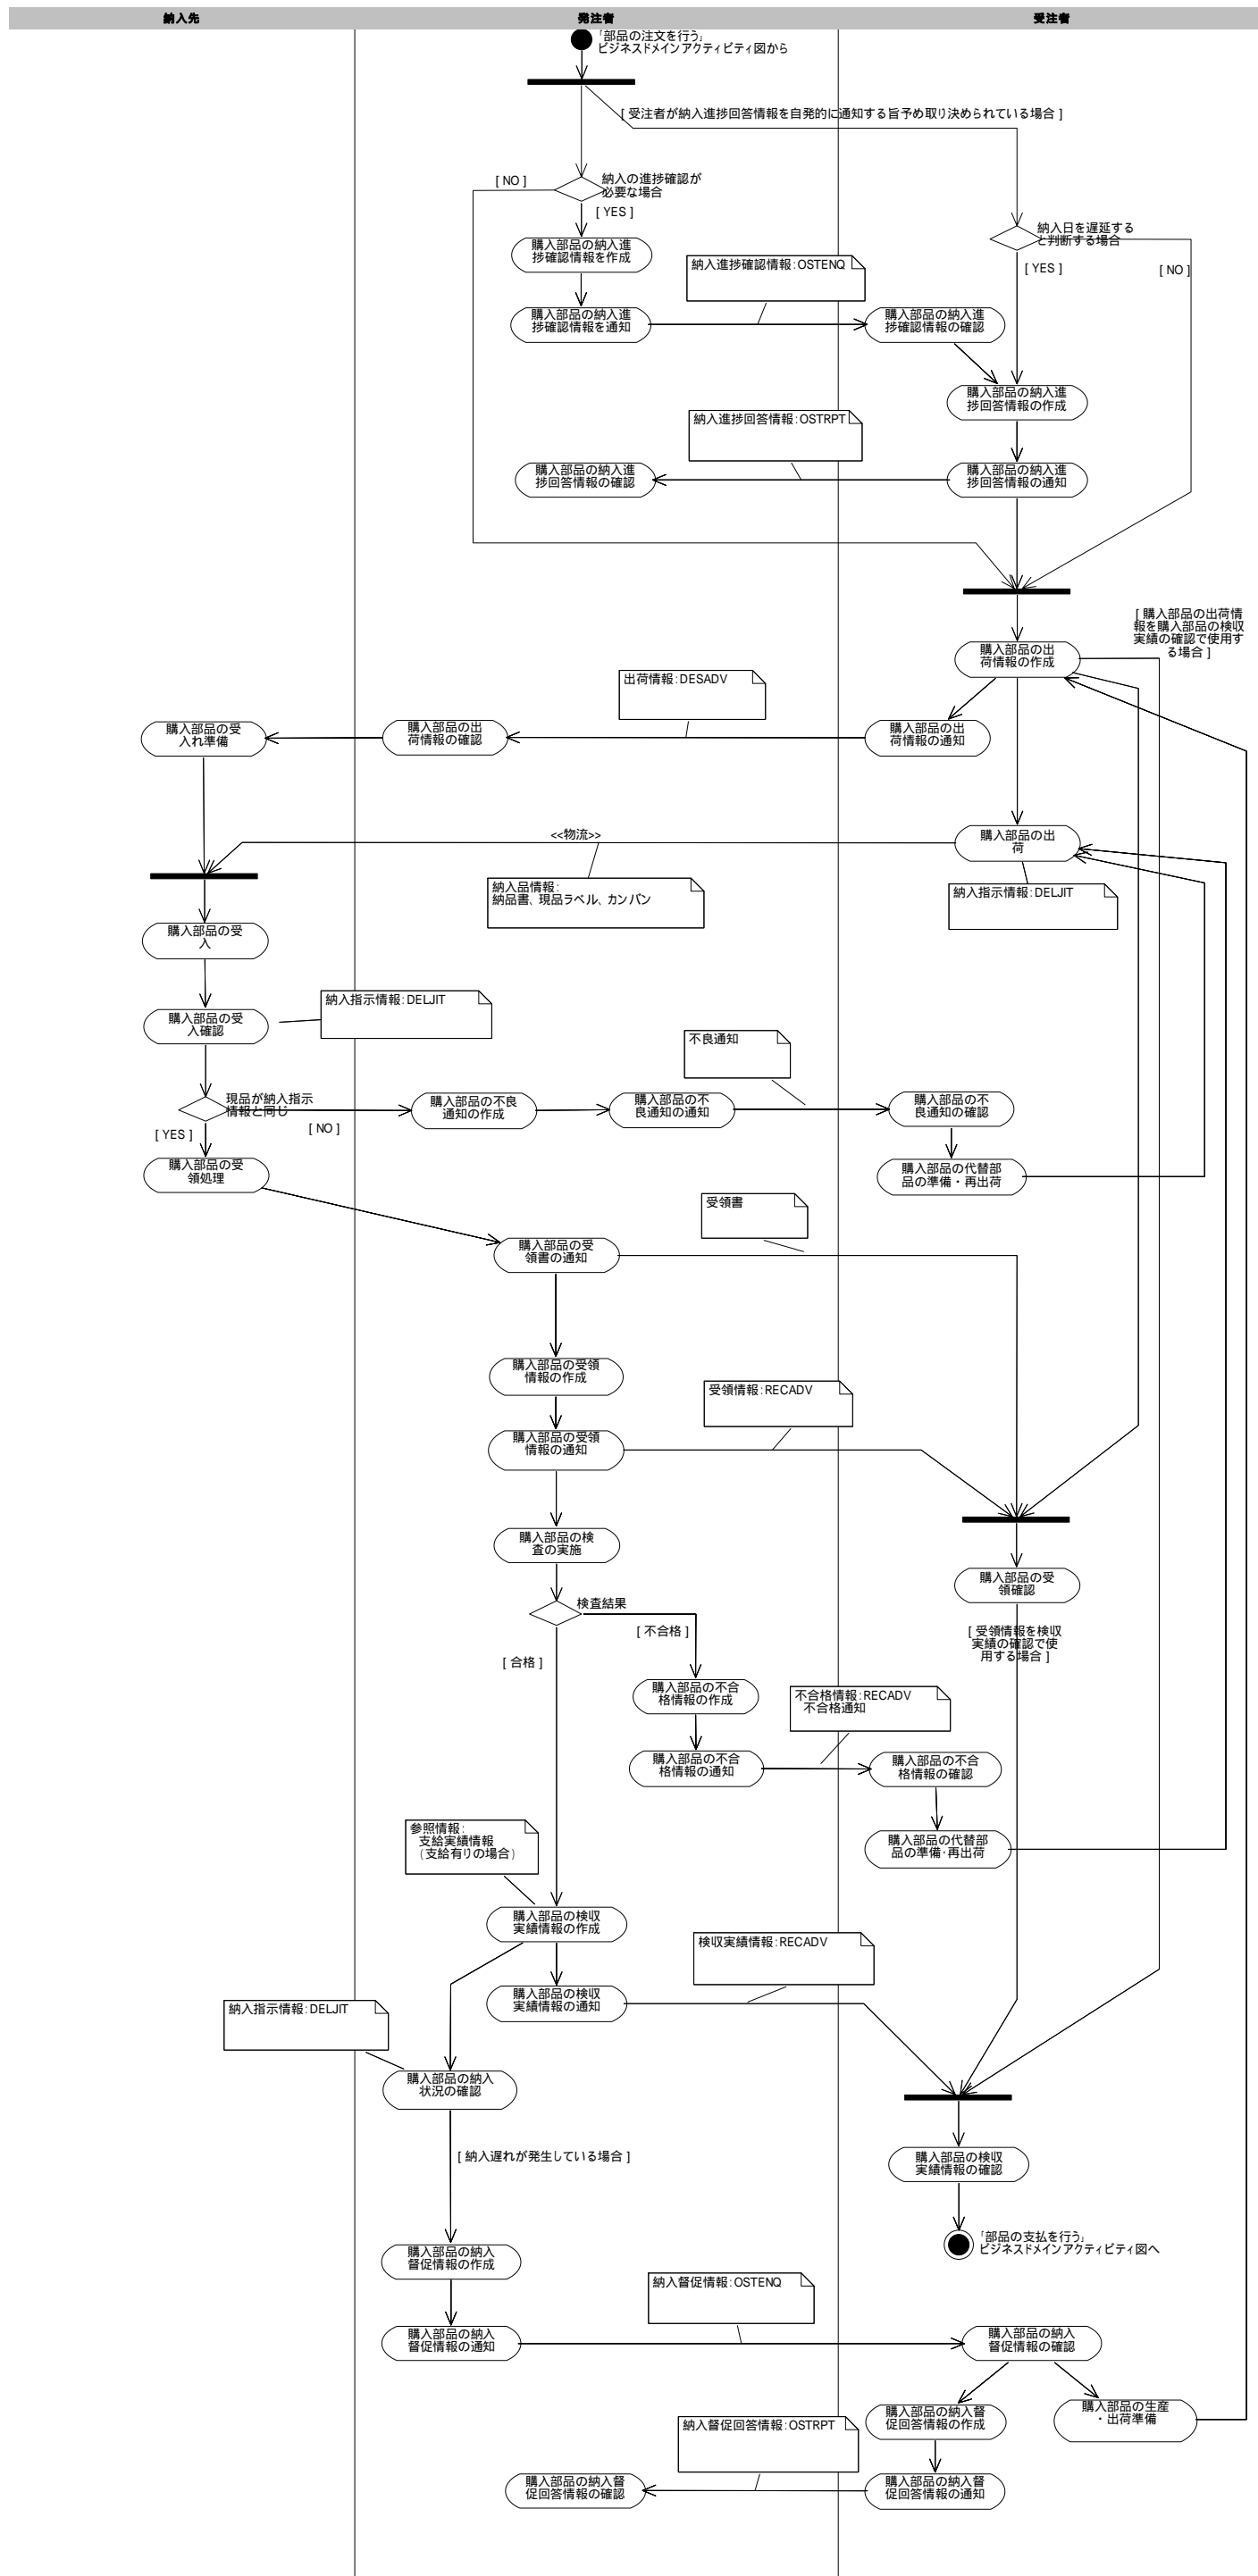 納入先
発注者
受注者
「部品の注文を行う」
ビジネスドメインアクティビティ図から
[ 受注者が納入進捗回答情報を自発的に通知する旨予め取り決められている場合 ]
[ NO ]
納入の進捗確認が
必要な場合
[ YES ]
納入日を遅延する
と判断する場合
[ YES ]
[ NO ]
購入部品の納入進
捗確認情報を作成
納入進捗確認情報:OSTENQ
購入部品の納入進
捗確認情報を通知
購入部品の納入進
捗確認情報の確認
購入部品の納入進
捗回答情報の作成
納入進捗回答情報:OSTRPT
購入部品の納入進
捗回答情報の確認
購入部品の納入進
捗回答情報の通知
[ 購入部品の出荷情
報を購入部品の検収
実績の確認で使用す
る場合 ]
購入部品の出
荷情報の作成
出荷情報:DESADV
購入部品の受
入れ準備
購入部品の出
荷情報の確認
購入部品の出
荷情報の通知
<<物流>>
購入部品の出
荷
納入品情報:
納品書、現品ラベル、カンバン
納入指示情報:DELJIT
購入部品の受
入
納入指示情報:DELJIT
購入部品の受
入確認
不良通知
現品が納入指示
情報と同じ
[ YES ]
[ NO ]
購入部品の不良
通知の作成
購入部品の不
良通知の通知
購入部品の不
良通知の確認
購入部品の受
領処理
購入部品の代替部
品の準備・再出荷
受領書
購入部品の受
領書の通知
購入部品の受領
情報の作成
受領情報:RECADV
購入部品の受領
情報の通知
購入部品の検
査の実施
購入部品の受
領確認
検査結果
[ 不合格 ]
[ 合格 ]
[ 受領情報を検収
実績の確認で使
用する場合 ]
購入部品の不合
格情報の作成
不合格情報:RECADV
不合格通知
購入部品の不合
格情報の通知
購入部品の不合
格情報の確認
参照情報:
支給実績情報
(支給有りの場合)
購入部品の代替部
品の準備・再出荷
購入部品の検収
実績情報の作成
検収実績情報:RECADV
購入部品の検収
実績情報の通知
納入指示情報:DELJIT
購入部品の納入
状況の確認
[ 納入遅れが発生している場合 ]
購入部品の検収
実績情報の確認
「部品の支払を行う」
ビジネスドメインアクティビティ図へ
購入部品の納入
督促情報の作成
納入督促情報:OSTENQ
購入部品の納入
督促情報の通知
購入部品の納入
督促情報の確認
購入部品の納入督
促回答情報の作成
購入部品の生産
・出荷準備
納入督促回答情報:OSTRPT
購入部品の納入督
促回答情報の確認
購入部品の納入督
促回答情報の通知